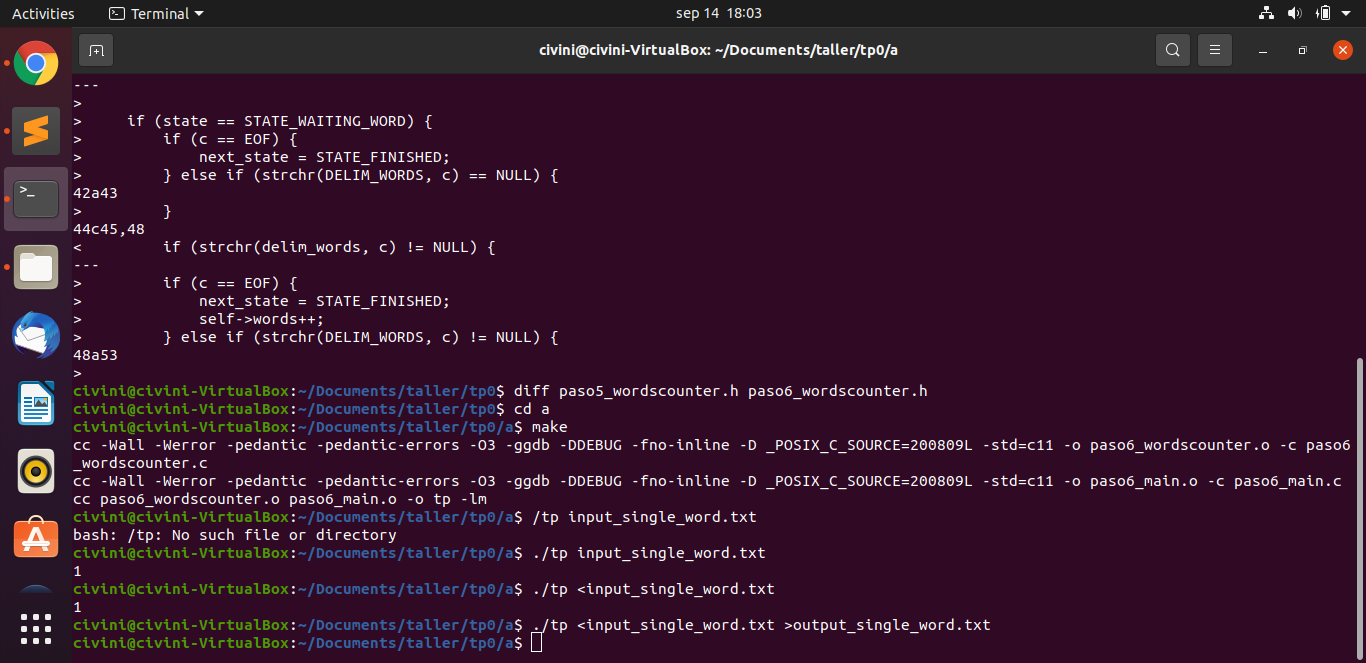 Activities
Terminal
sep 14 18:03
civini@civini-VirtualBox: ~/Documents/taller/tp0/a
---
>
>     if (state == STATE_WAITING_WORD) {
>         if (c == EOF) {
>             next_state = STATE_FINISHED;
>         } else if (strchr(DELIM_WORDS, c) == NULL) {
42a43
>         }
44c45,48
<         if (strchr(delim_words, c) != NULL) {
---
>         if (c == EOF) {
>             next_state = STATE_FINISHED;
>             self->words++;
>         } else if (strchr(DELIM_WORDS, c) != NULL) {
48a53
>
civini@civini-VirtualBox:~/Documents/taller/tp0$ diff paso5_wordscounter.h paso6_wordscounter.h
civini@civini-VirtualBox:~/Documents/taller/tp0$ cd a
civini@civini-VirtualBox:~/Documents/taller/tp0/a$ make
cc -Wall -Werror -pedantic -pedantic-errors -O3 -ggdb -DDEBUG -fno-inline -D _POSIX_C_SOURCE=200809L -std=c11 -o paso6_wordscounter.o -c paso6
_wordscounter.c
cc -Wall -Werror -pedantic -pedantic-errors -O3 -ggdb -DDEBUG -fno-inline -D _POSIX_C_SOURCE=200809L -std=c11 -o paso6_main.o -c paso6_main.c
cc paso6_wordscounter.o paso6_main.o -o tp -lm
civini@civini-VirtualBox:~/Documents/taller/tp0/a$ /tp input_single_word.txt
bash: /tp: No such file or directory
civini@civini-VirtualBox:~/Documents/taller/tp0/a$ ./tp input_single_word.txt
1
civini@civini-VirtualBox:~/Documents/taller/tp0/a$ ./tp <input_single_word.txt
1
civini@civini-VirtualBox:~/Documents/taller/tp0/a$ ./tp <input_single_word.txt >output_single_word.txt
civini@civini-VirtualBox:~/Documents/taller/tp0/a$